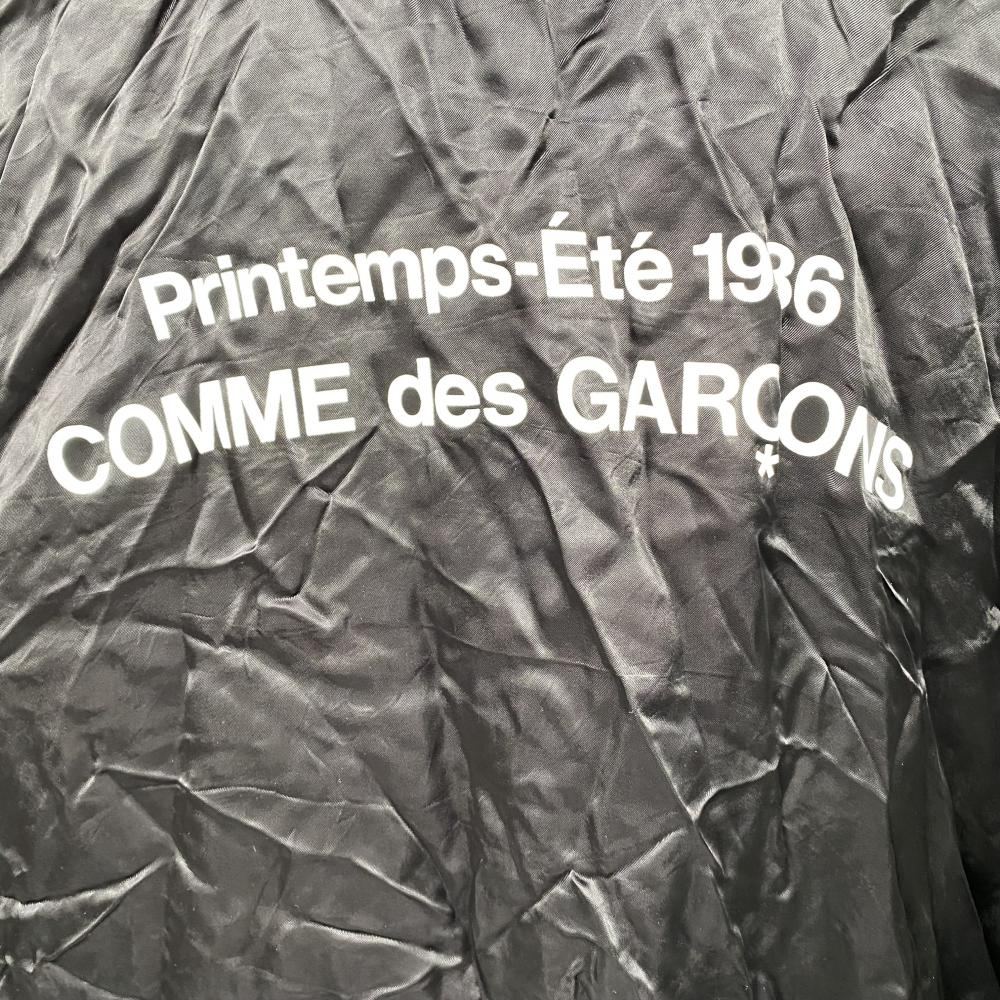 Printemps-Été 1986
COMME des GARÇONS